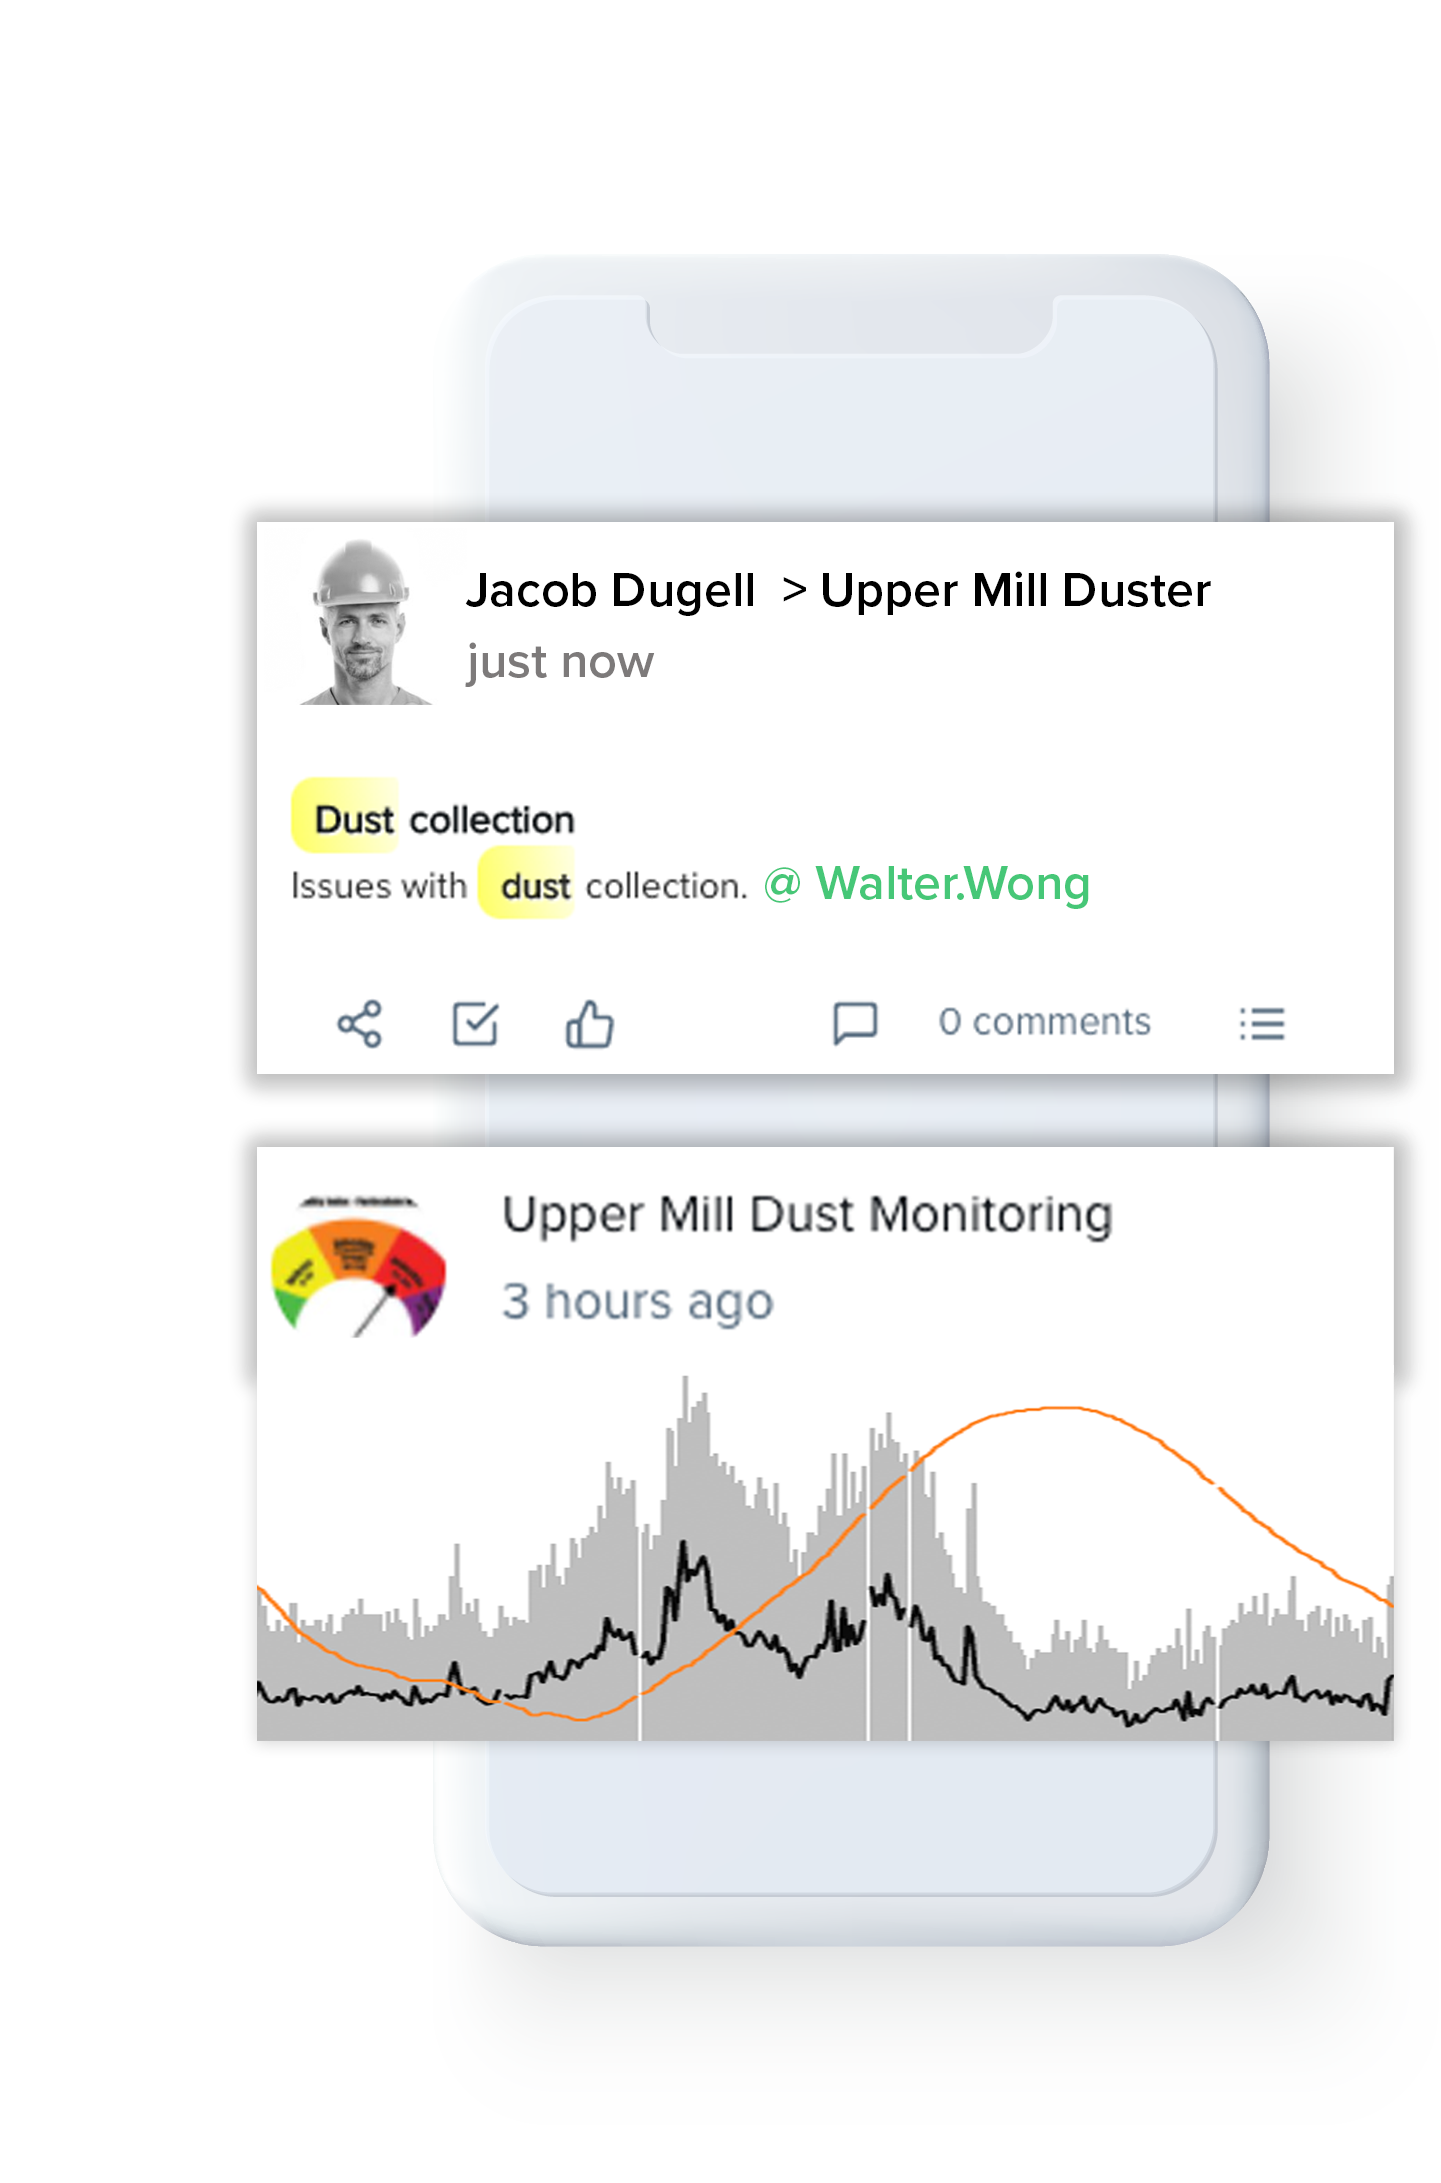 Jacob Dugell > Upper Mill Duster
just now
Dust collection
Issues with dust collection. @ Walter.Wong
0 comments
Upper Mill Dust Monitoring
3 hours ago